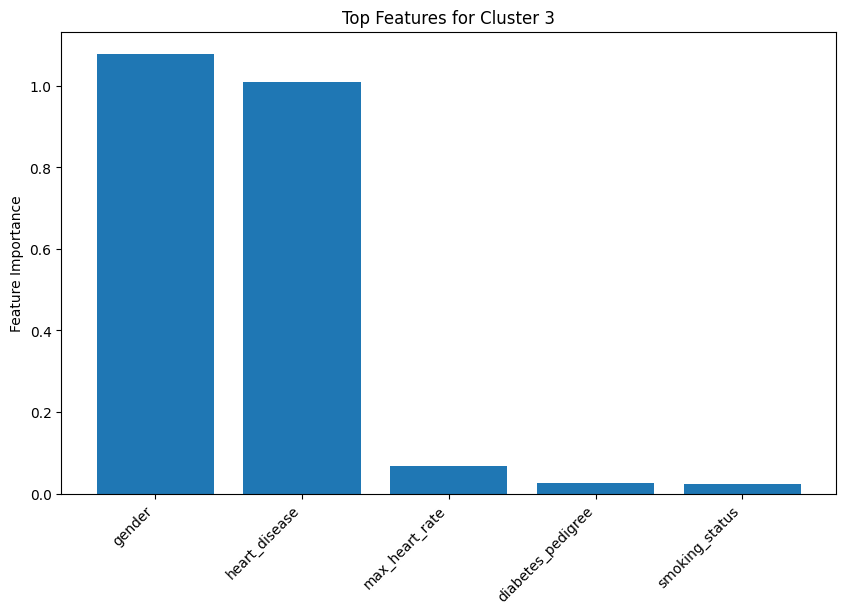 Top Features for Cluster 3
Feature Importance
1.0
0.8
0.6
0.4
0.2
0.0
gender
heart_disease
max_heart_rate
diabetes_pedigree
smoking_status